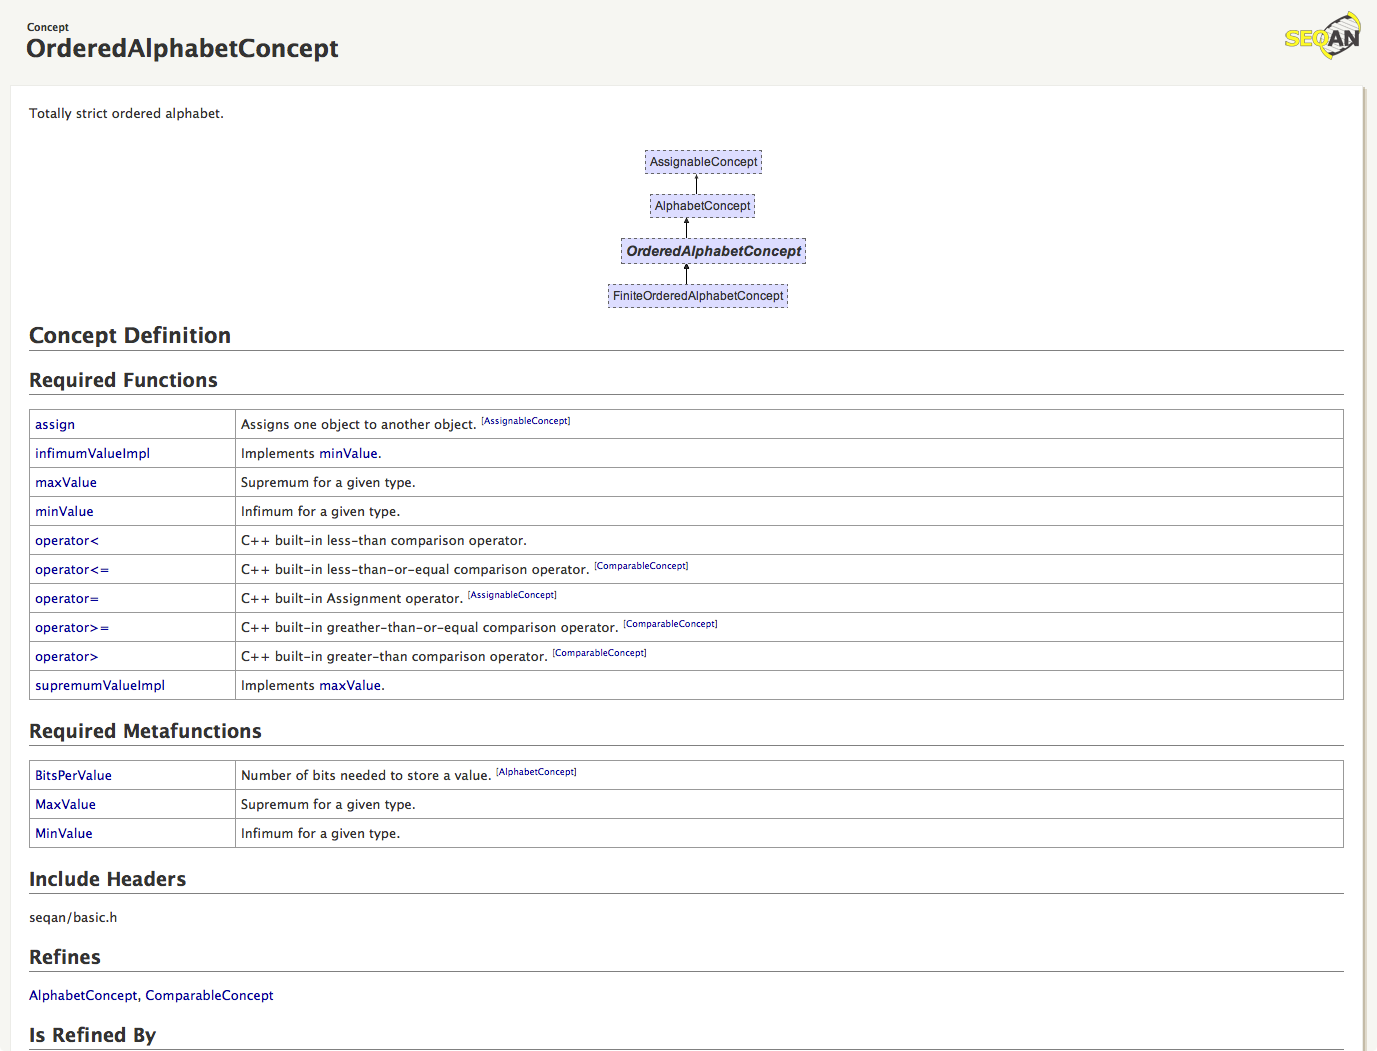 Concept
OrderedAlphabetConcept
SEQAN
Totally strict ordered alphabet.
AssignableConcept
AlphabetConcept
OrderedAlphabetConcept
FiniteOrderedAlphabetConcept
Concept Definition
Required Functions
assign Assigns one object to another object. [AssignableConcept]
infimumValueImpl Implements minValue.
maxValue Supremum for a given type.
minValue Infimum for a given type.
operator< C++ built-in less-than comparison operator.
operator<= C++ built-in less-than-or-equal comparison operator. [ComparableConcept]
operator= C++ built-in Assignment operator. [AssignableConcept]
operator>= C++ built-in greather-than-or-equal comparison operator. [ComparableConcept]
operator> C++ built-in greater-than comparison operator. [ComparableConcept]
supremumValueImpl Implements maxValue.
Required Metafunctions
BitsPerValue Number of bits needed to store a value. [AlphabetConcept]
MaxValue Supremum for a given type.
MinValue Infimum for a given type.
Include Headers
seqan/basic.h
Refines
AlphabetConcept, ComparableConcept
Is Refined By